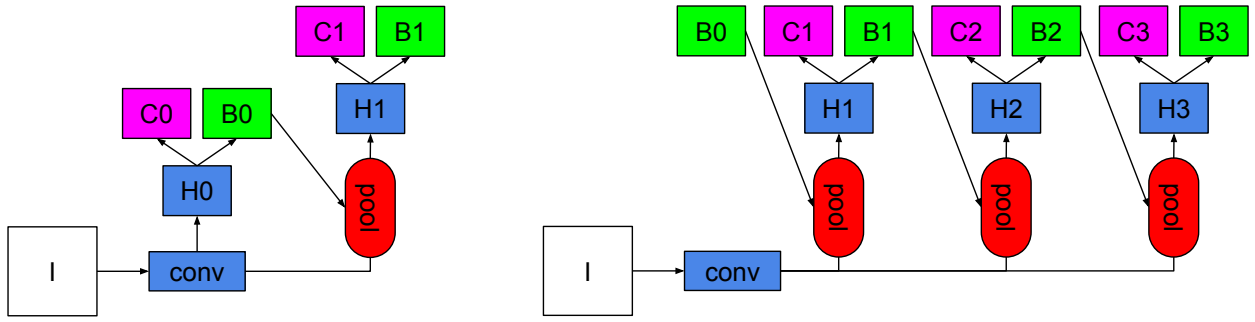 C1 B1
C0 B0
H1
H0
pool
I
conv
B0 C1 B1 C2 B2 C3 B3
H1 H2 H3
pool pool pool
I
conv